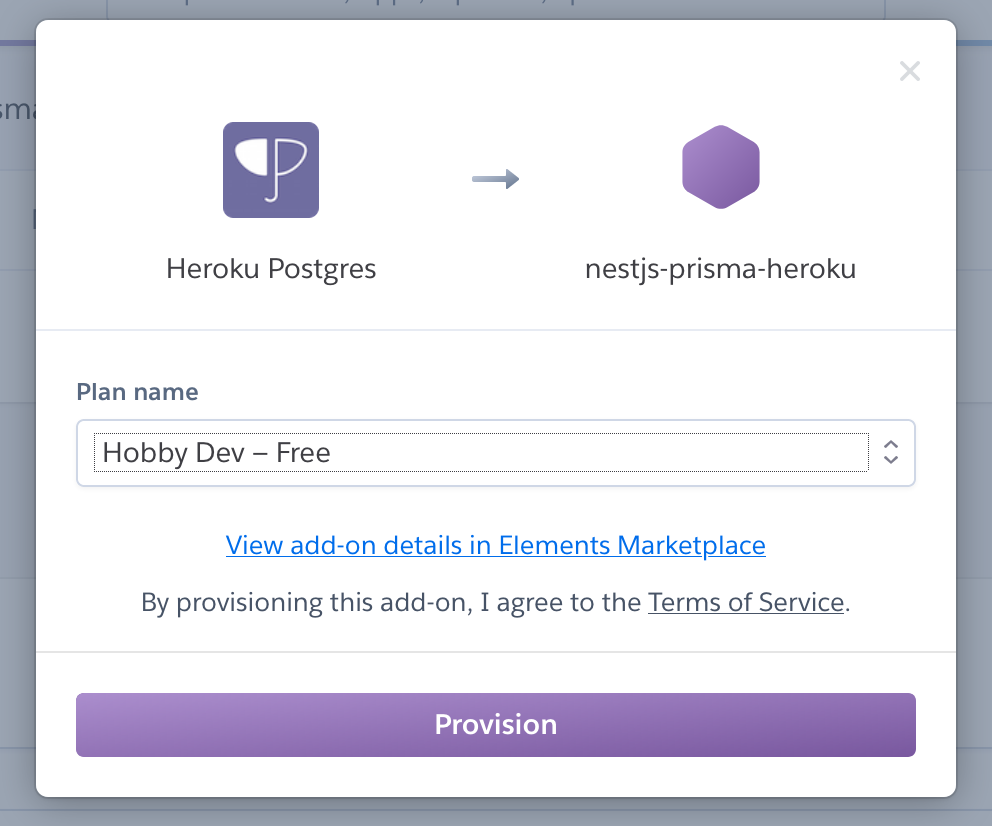 Heroku Postgres
nestjs-prisma-heroku
Plan name
Hobby Dev – Free
View add-on details in Elements Marketplace
By provisioning this add-on, I agree to the Terms of Service.
Provision